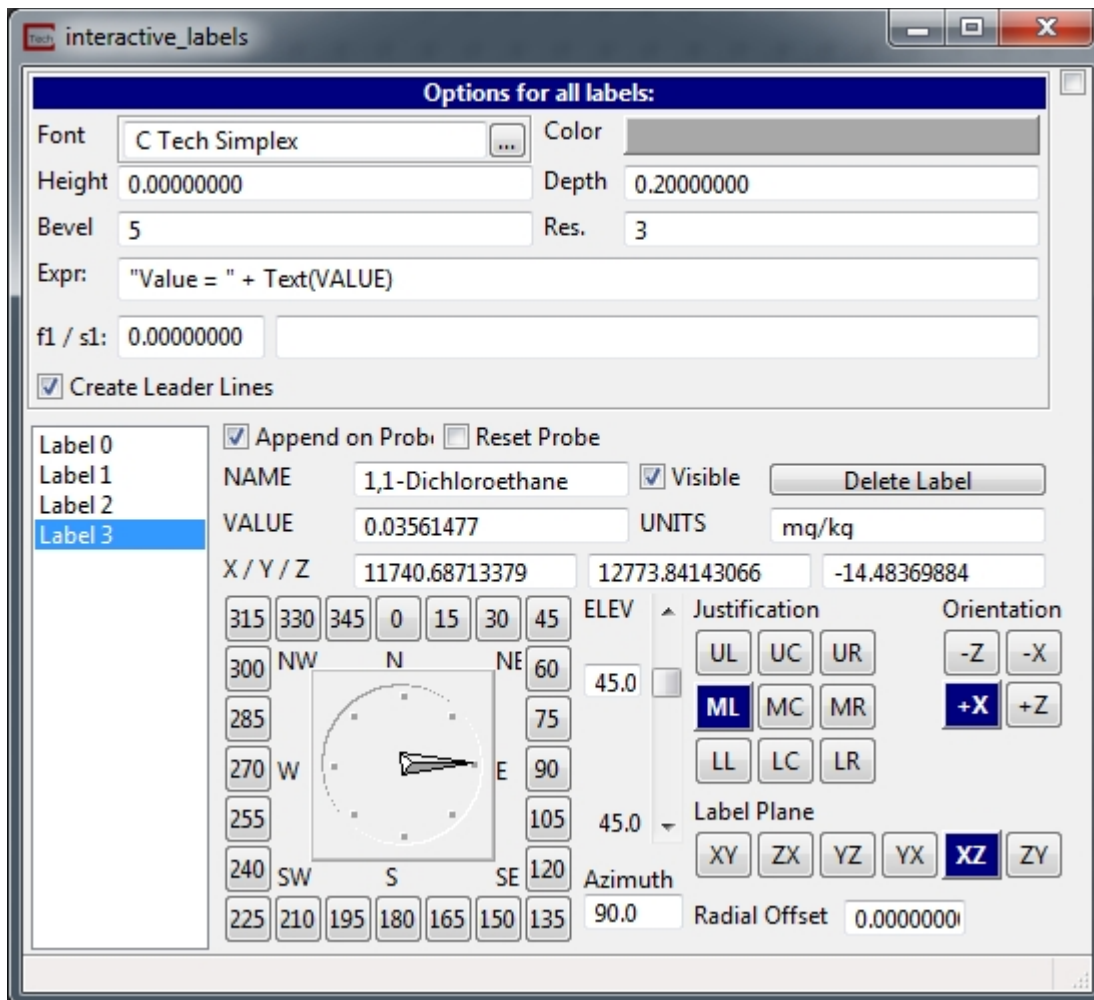 Tech interactive_labels
Options for all labels:
Font C Tech Simplex ... Color
Height 0.00000000 Depth 0.20000000
Bevel 5 Res. 3
Expr: "Value = " + Text(VALUE)
f1 / s1: 0.00000000
Create Leader Lines
Label 0
Label 1
Label 2
Label 3
Append on Prob Reset Probe
NAME 1,1-Dichloroethane Visible Delete Label
VALUE 0.03561477 UNITS mg/kg
X / Y / Z 11740.68713379 12773.84143066 -14.48369884
315 330 345 0 15 30 45
300 NW N NE 60
285 75
270 W E 90
255 105
240 SW S SE 120
225 210 195 180 165 150 135
ELEV
45.0
45.0
Azimuth
90.0
Justification
UL UC UR
ML MC MR
LL LC LR
Orientation
-Z -X
+X +Z
Label Plane
XY ZX YZ YX XZ ZY
Radial Offset 0.0000000